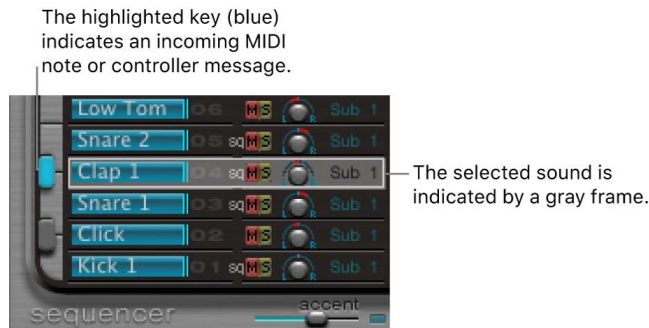 The highlighted key (blue)
indicates an incoming MIDI
note or controller message.
Low Tom 06 M S L R Sub 1
Snare 2 05 sq M S L R Sub 1
Clap 1 04 sq M S L R Sub 1
The selected sound is
indicated by a gray frame.
Snare 1 03 sq M S L R Sub 1
Click 02 M S L R Sub 1
Kick 1 01 sq M S L R Sub 1
sequencer accent